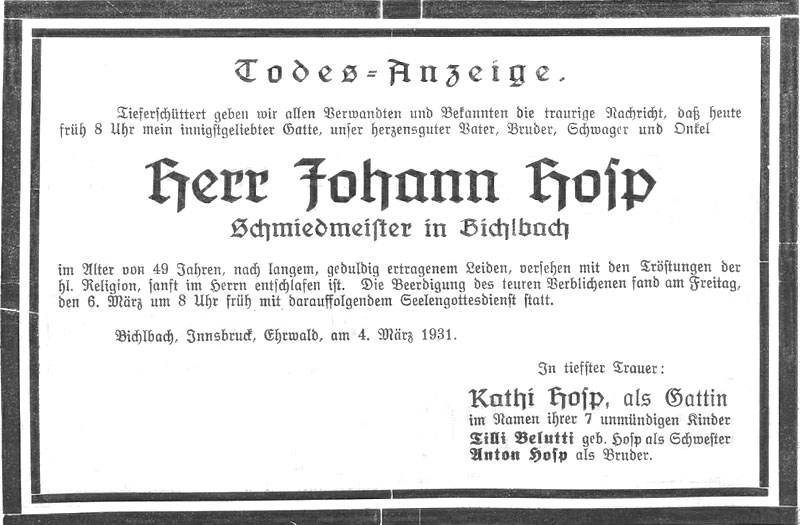 Todes-Anzeige.
Tieferschüttert geben wir allen Verwandten und Bekannten die traurige Nachricht, daß heute
früh 8 Uhr mein innigstgeliebter Gatte, unser herzensguter Vater, Bruder, Schwager und Onkel
Herr Johann Hosp
Schmiedmeister in Bichlbach
im Alter von 49 Jahren, nach langem, geduldig ertragenem Leiden, versehen mit den Tröstungen der
hl. Religion, sanft im Herrn entschlafen ist. Die Beerdigung des teuren Verblichenen fand am Freitag,
den 6. März um 8 Uhr früh mit darauffolgendem Seelengottesdienst statt.
Bichlbach, Innsbruck, Ehrwald, am 4. März 1931.
In tiefster Trauer:
Kathi Hosp, als Gattin
im Namen ihrer 7 unmündigen Kinder
Tilli Belutti geb. Hosp als Schwester
Anton Hosp als Bruder.